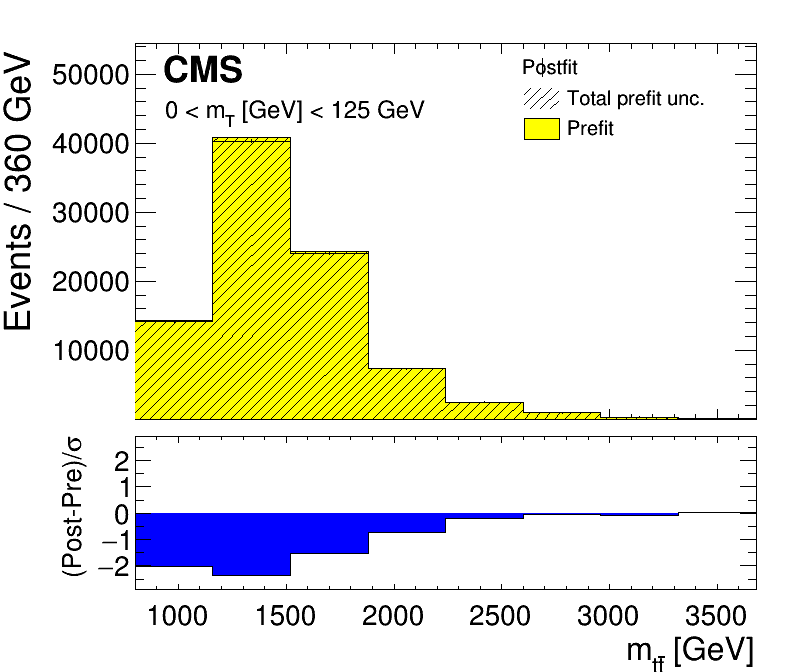 CMS
0 < m_T [GeV] < 125 GeV
Postfit
Total prefit unc.
Prefit
Events / 360 GeV
50000
40000
30000
20000
10000
(Post-Pre)/σ
2
1
0
−1
−2
1000 1500 2000 2500 3000 3500
m_tt̄ [GeV]